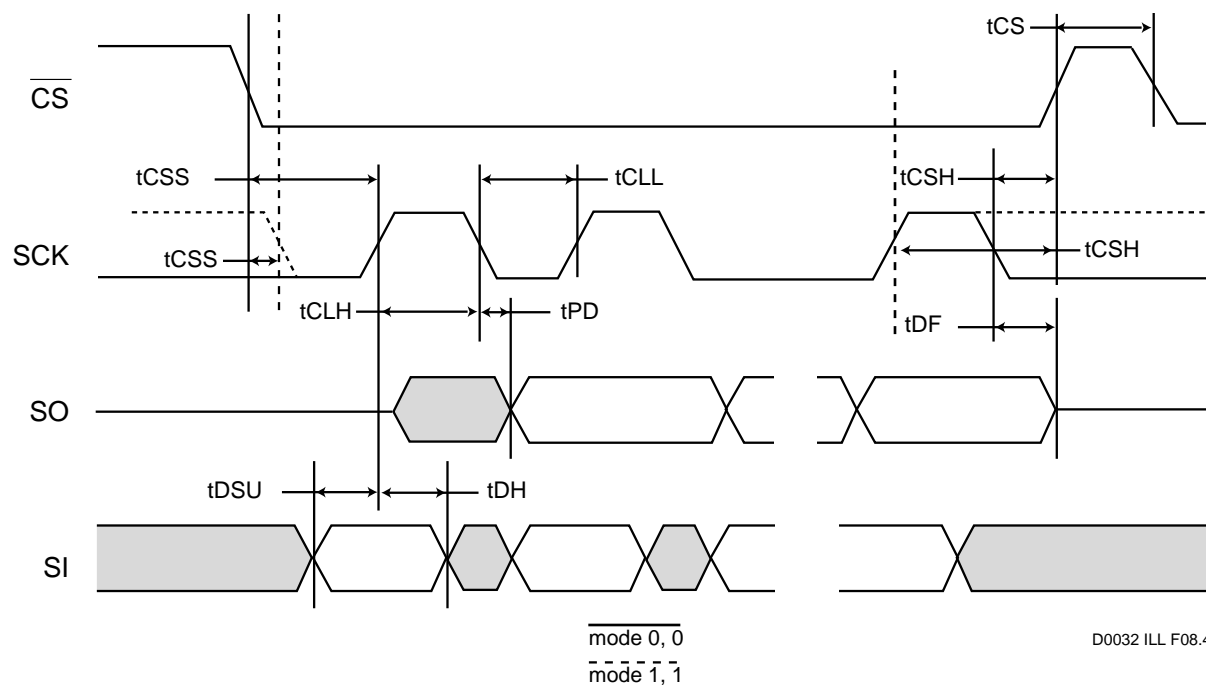 tCS
CS
tCSS
tCLL
tCSH
SCK
tCSS
tCSH
tCLH
tPD
tDF
SO
tDSU
tDH
SI
mode 0, 0
D0032 ILL F08.4
mode 1, 1